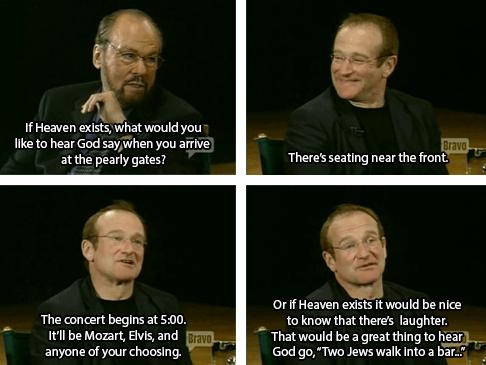 If Heaven exists, what would you
like to hear God say when you arrive
at the pearly gates?
There's seating near the front.
Bravo
The concert begins at 5:00.
It'll be Mozart, Elvis, and
anyone of your choosing.
Bravo
Or if Heaven exists it would be nice
to know that there's laughter.
That would be a great thing to hear
God go, "Two Jews walk into a bar..."